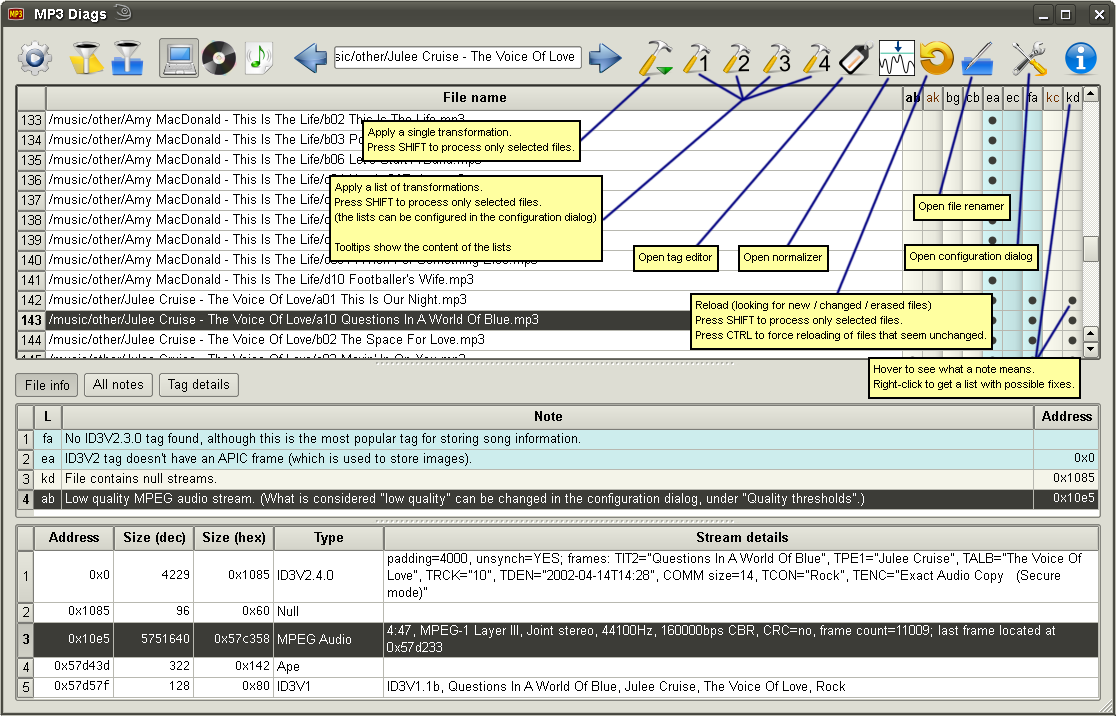 MP3 Diags
sic/other/Julee Cruise - The Voice Of Love
1 2 3 4
File name ab ak bg cb ea ec fa kc kd
133 /music/other/Amy MacDonald - This Is The Life/b02 This Is The Life.mp3
134 /music/other/Amy MacDonald - This Is The Life/b03
135 /music/other/Amy MacDonald - This Is The Life/b06
136 /music/other/Amy MacDonald - This Is The Life/
137 /music/other/Amy MacDonald - This Is The Life/
138 /music/other/Amy MacDonald - This Is The Life/
139 /music/other/Amy MacDonald - This Is The Life/
140 /music/other/Amy MacDonald - This Is The Life/
141 /music/other/Amy MacDonald - This Is The Life/d10 Footballer's Wife.mp3
142 /music/other/Julee Cruise - The Voice Of Love/a01 This Is Our Night.mp3
143 /music/other/Julee Cruise - The Voice Of Love/a10 Questions In A World Of Blue.mp3
144 /music/other/Julee Cruise - The Voice Of Love/b02 The Space For Love.mp3
Apply a single transformation.
Press SHIFT to process only selected files.
Apply a list of transformations.
Press SHIFT to process only selected files.
(the lists can be configured in the configuration dialog)
Tooltips show the content of the lists
Open tag editor
Open normalizer
Open file renamer
Open configuration dialog
Reload (looking for new / changed / erased files)
Press SHIFT to process only selected files.
Press CTRL to force reloading of files that seem unchanged.
Hover to see what a note means.
Right-click to get a list with possible fixes.
File info All notes Tag details
L Note Address
1 fa No ID3V2.3.0 tag found, although this is the most popular tag for storing song information.
2 ea ID3V2 tag doesn't have an APIC frame (which is used to store images). 0x0
3 kd File contains null streams. 0x1085
4 ab Low quality MPEG audio stream. (What is considered "low quality" can be changed in the configuration dialog, under "Quality thresholds".) 0x10e5
Address Size (dec) Size (hex) Type Stream details
padding=4000, unsynch=YES; frames: TIT2="Questions In A World Of Blue", TPE1="Julee Cruise", TALB="The Voice Of
1 0x0 4229 0x1085 ID3V2.4.0 Love", TRCK="10", TDEN="2002-04-14T14:28", COMM size=14, TCON="Rock", TENC="Exact Audio Copy (Secure
mode)"
2 0x1085 96 0x60 Null
3 0x10e5 5751640 0x57c358 MPEG Audio 4:47, MPEG-1 Layer III, Joint stereo, 44100Hz, 160000bps CBR, CRC=no, frame count=11009; last frame located at
0x57d233
4 0x57d43d 322 0x142 Ape
5 0x57d57f 128 0x80 ID3V1 ID3V1.1b, Questions In A World Of Blue, Julee Cruise, The Voice Of Love, Rock